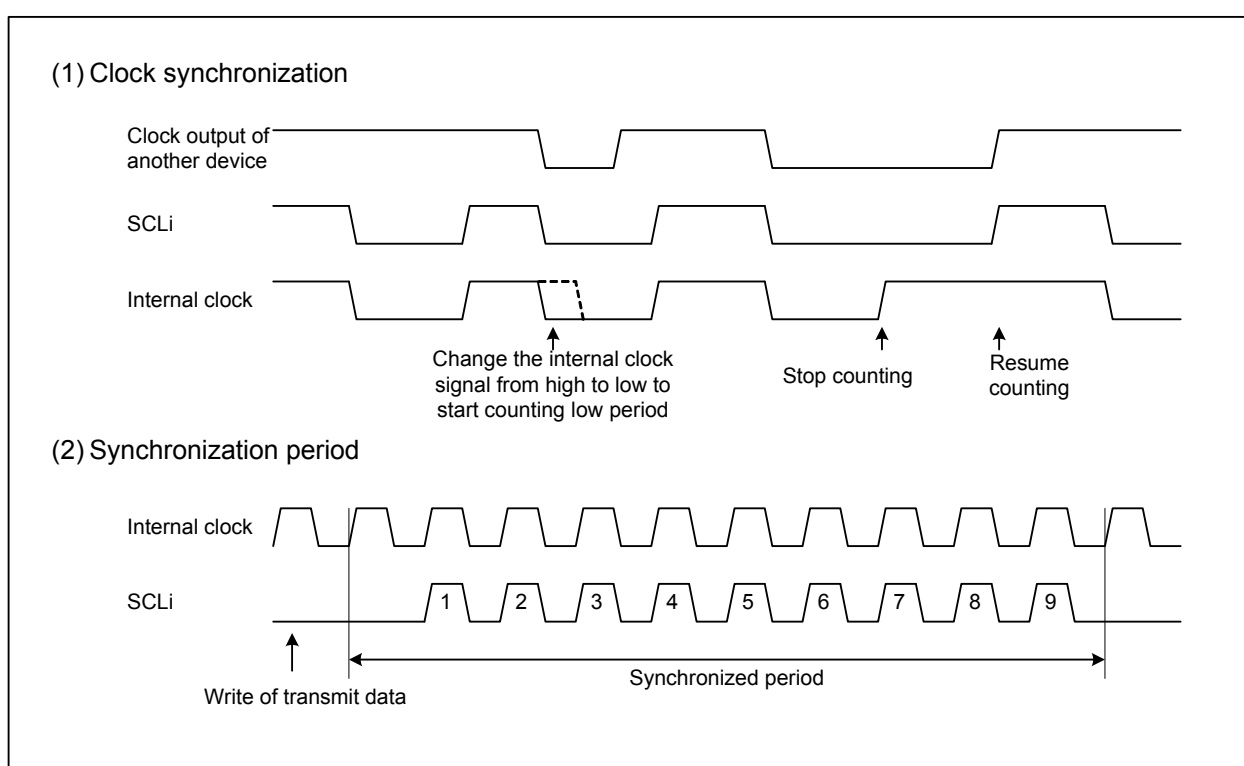 (1) Clock synchronization
Clock output of
another device
SCLi
Internal clock
Change the internal clock
signal from high to low to
start counting low period
Stop counting
Resume
counting
(2) Synchronization period
Internal clock
SCLi
1 2 3 4 5 6 7 8 9
Synchronized period
Write of transmit data